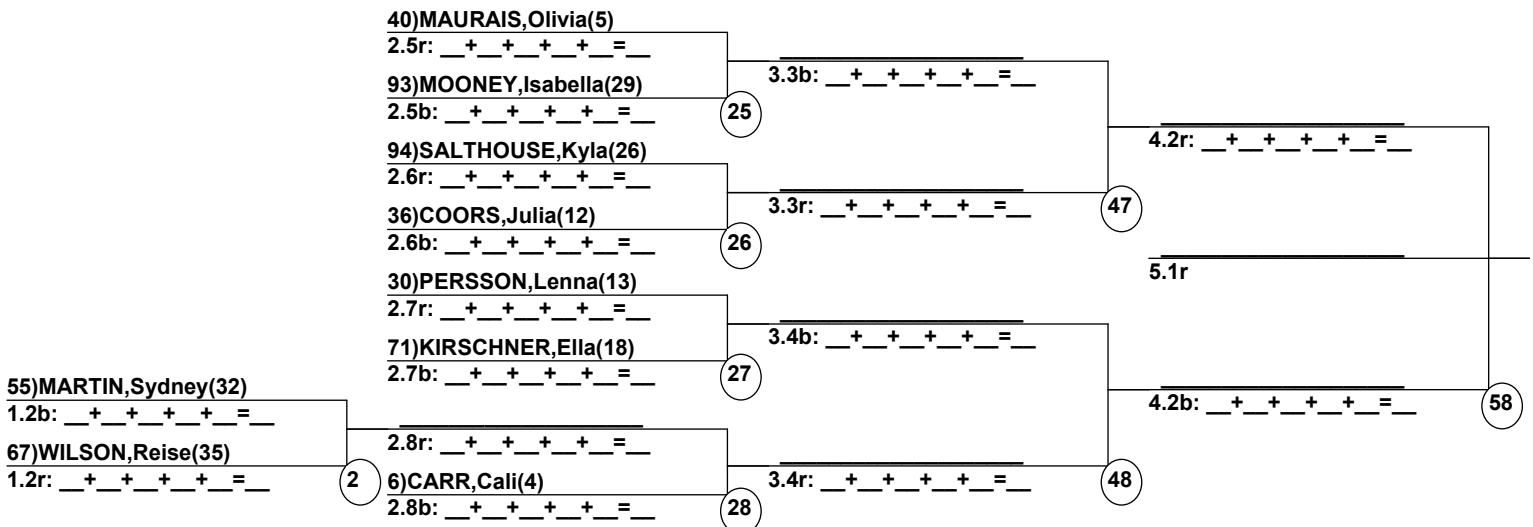 40)MAURAIS,Olivia(5)
2.5r: __+__+__+__+__=__
93)MOONEY,Isabella(29)
2.5b: __+__+__+__+__=__
25
94)SALTHOUSE,Kyla(26)
2.6r: __+__+__+__+__=__
36)COORS,Julia(12)
2.6b: __+__+__+__+__=__
26
30)PERSSON,Lenna(13)
2.7r: __+__+__+__+__=__
71)KIRSCHNER,Ella(18)
2.7b: __+__+__+__+__=__
27
55)MARTIN,Sydney(32)
1.2b: __+__+__+__+__=__
67)WILSON,Reise(35)
1.2r: __+__+__+__+__=__
2
2.8r: __+__+__+__+__=__
6)CARR,Cali(4)
2.8b: __+__+__+__+__=__
28
3.3b: __+__+__+__+__=__
3.3r: __+__+__+__+__=__
47
3.4b: __+__+__+__+__=__
3.4r: __+__+__+__+__=__
48
4.2r: __+__+__+__+__=__
5.1r
4.2b: __+__+__+__+__=__
58